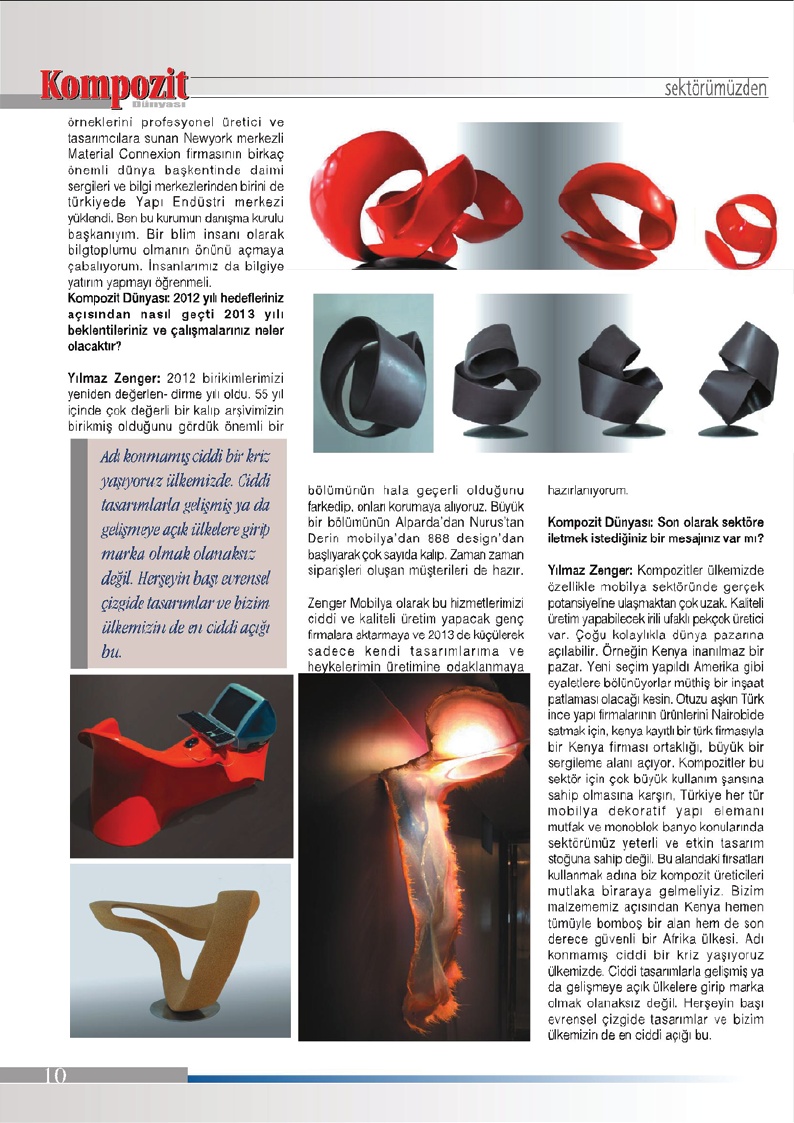 Kompozit
Dünyası
sektörümüzden
örneklerini profesyonel üretici ve
tasarımcılara sunan Newyork merkezli
Material Connexion firmasının birkaç
önemli dünya başkentinde daimi
sergileri ve bilgi merkezlerinden birini de
türkiyede Yapı Endüstri merkezi
yüklendi. Ben bu kurumun danışma kurulu
başkanıyım. Bir blim insanı olarak
bilgtoplumu olmanın önünü açmaya
çabalıyorum. İnsanlarımız da bilgiye
yatırım yapmayı öğrenmeli.
Kompozit Dünyası: 2012 yılı hedefleriniz
açısından nasıl geçti 2013 yılı
beklentileriniz ve çalışmalarınız neler
olacaktır?
Yılmaz Zenger: 2012 birikimlerimizi
yeniden değerlen- dirme yılı oldu. 55 yıl
içinde çok değerli bir kalıp arşivimizin
birikmiş olduğunu gördük önemli bir
Adı konmamış ciddi bir kriz
yaşıyoruz ülkemizde. Ciddi
tasarımlarla gelişmiş ya da
gelişmeye açık ülkelere girip
marka olmak olanaksız
değil. Herşeyin başı evrensel
çizgide tasarımlar ve bizim
ülkemizin de en ciddi açığı
bu.
bölümünün hala geçerli olduğunu
farkedip, onları korumaya alıyoruz. Büyük
bir bölümünün Alparda'dan Nurus'tan
Derin mobilya'dan 868 design'dan
başlıyarak çok sayıda kalıp. Zaman zaman
siparişleri oluşan müşterileri de hazır.
Zenger Mobilya olarak bu hizmetlerimizi
ciddi ve kaliteli üretim yapacak genç
firmalara aktarmaya ve 2013 de küçülerek
sadece kendi tasarımlarıma ve
heykelerimin üretimine odaklanmaya
hazırlanıyorum.
Kompozit Dünyası: Son olarak sektöre
iletmek istediğiniz bir mesajınız var mı?
Yılmaz Zenger: Kompozitler ülkemizde
özellikle mobilya sektöründe gerçek
potansiyeline ulaşmaktan çok uzak. Kaliteli
üretim yapabilecek irili ufaklı pekçok üretici
var. Çoğu kolaylıkla dünya pazarına
açılabilir. Örneğin Kenya inanılmaz bir
pazar. Yeni seçim yapıldı Amerika gibi
eyaletlere bölünüyorlar müthiş bir inşaat
patlaması olacağı kesin. Otuzu aşkın Türk
ince yapı firmalarının ürünlerini Nairobide
satmak için, kenya kayıtlı bir türk firmasıyla
bir Kenya firması ortaklığı, büyük bir
sergileme alanı açıyor. Kompozitler bu
sektör için çok büyük kullanım şansına
sahip olmasına karşın, Türkiye her tür
mobilya dekoratif yapı elemanı
mutfak ve monoblok banyo konularında
sektörümüz yeterli ve etkin tasarım
stoğuna sahip değil. Bu alandaki fırsatları
kullanmak adına biz kompozit üreticileri
mutlaka biraraya gelmeliyiz. Bizim
malzememiz açısından Kenya hemen
tümüyle bomboş bir alan hem de son
derece güvenli bir Afrika ülkesi. Adı
konmamış ciddi bir kriz yaşıyoruz
ülkemizde. Ciddi tasarımlarla gelişmiş ya
da gelişmeye açık ülkelere girip marka
olmak olanaksız değil. Herşeyin başı
evrensel çizgide tasarımlar ve bizim
ülkemizin de en ciddi açığı bu.
10